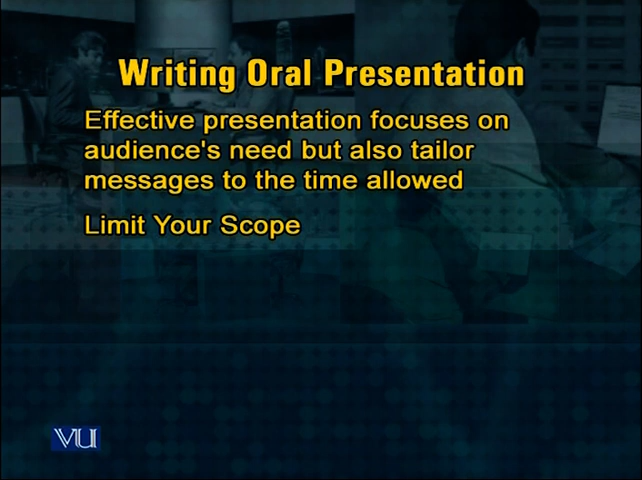 Writing Oral Presentation
Effective presentation focuses on
audience's need but also tailor
messages to the time allowed
Limit Your Scope
VU